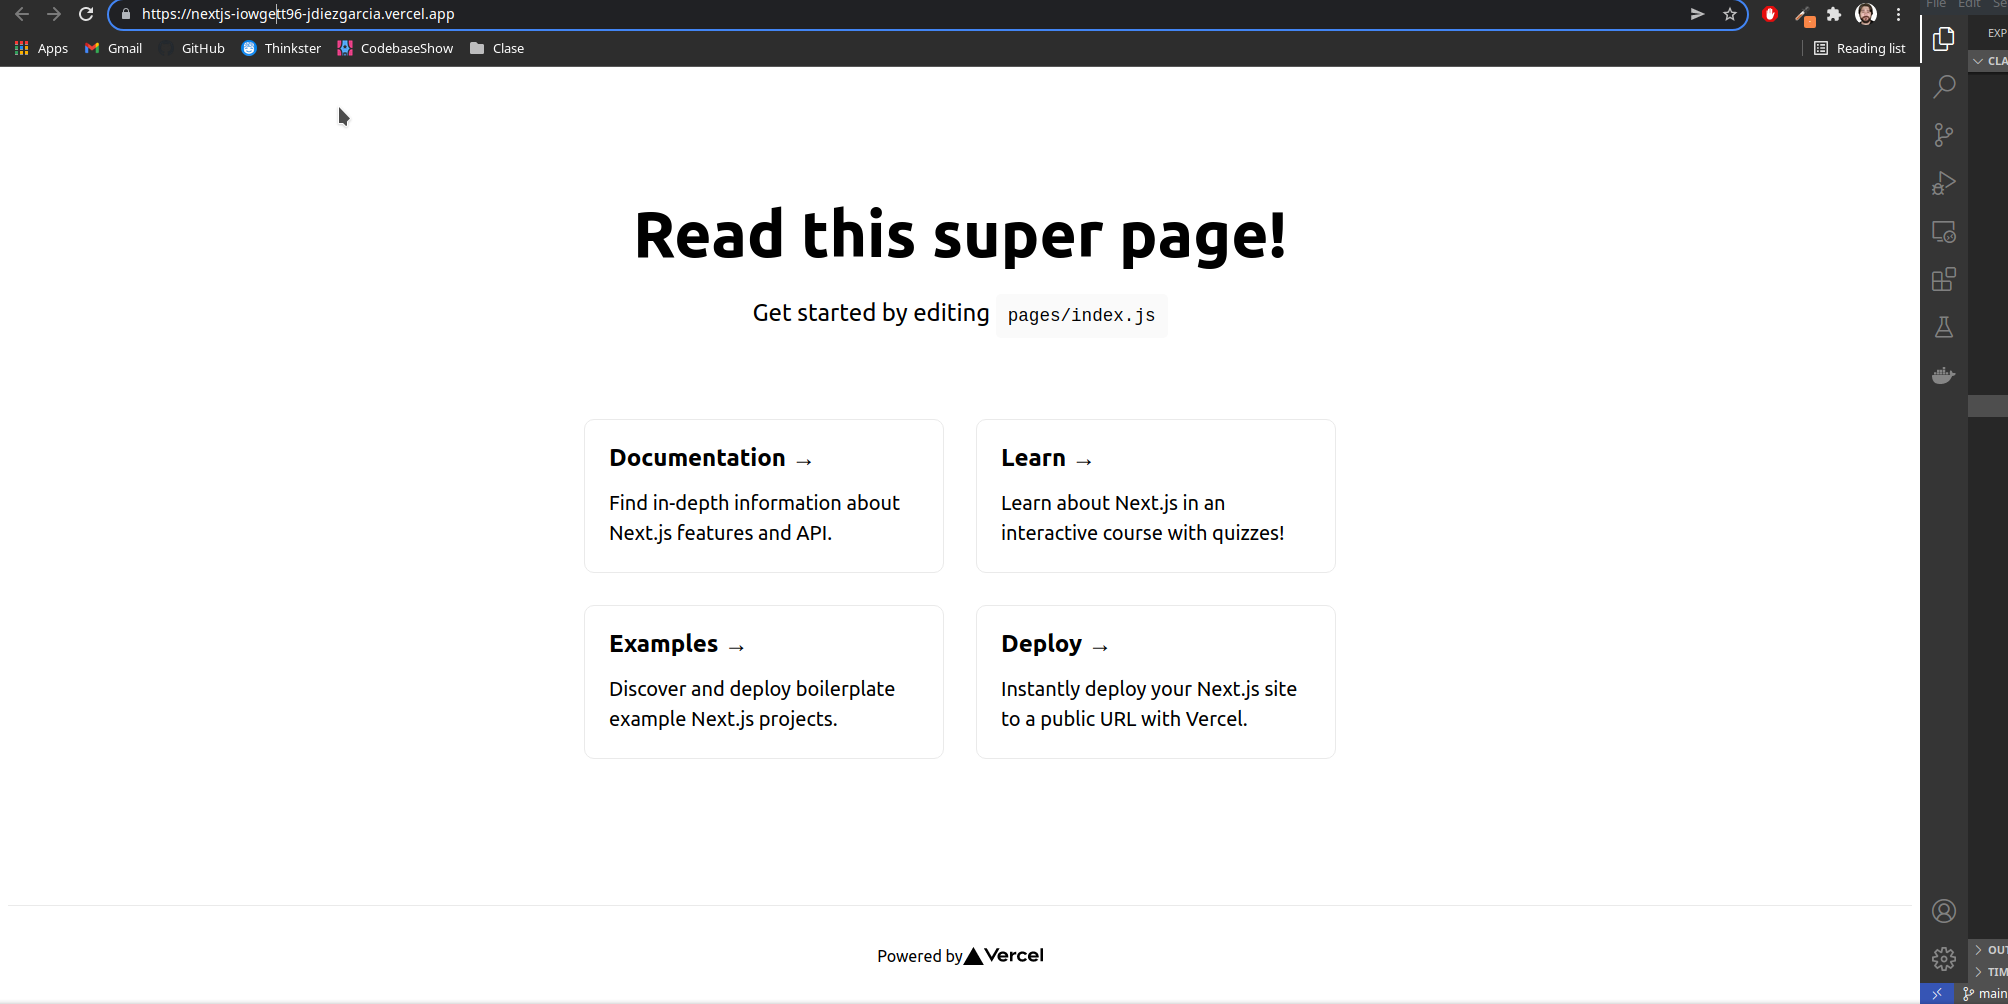 https://nextjs-iowgett96-jdiezgarcia.vercel.app
Apps Gmail GitHub Thinkster CodebaseShow Clase Reading list
Read this super page!
Get started by editing pages/index.js
Documentation →
Find in-depth information about
Next.js features and API.
Learn →
Learn about Next.js in an
interactive course with quizzes!
Examples →
Discover and deploy boilerplate
example Next.js projects.
Deploy →
Instantly deploy your Next.js site
to a public URL with Vercel.
Powered by Vercel
File Edit Se
EXP
CLA
OUT
TIM
main